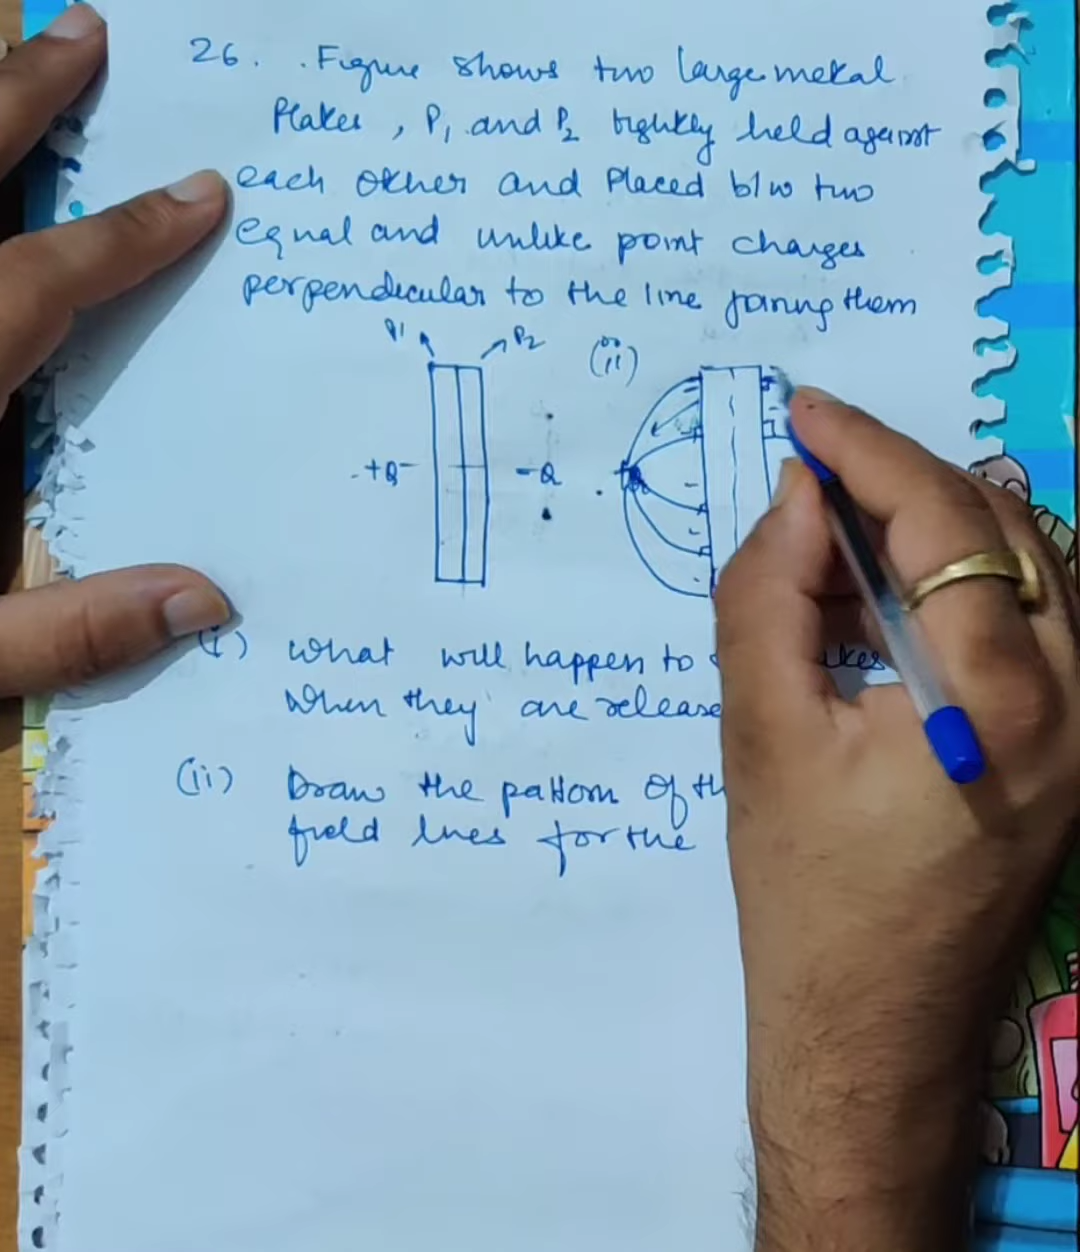 26. . Figure shows two large metal
Plates, P1 and P2 tightly held against
each other and Placed b/w two
equal and unlike point charges
perpendicular to the line joining them
P1 P2 (ii)
+Q - Q
(i) what will happen to
when they are release
(ii) Draw the pattern of th
field lines for the